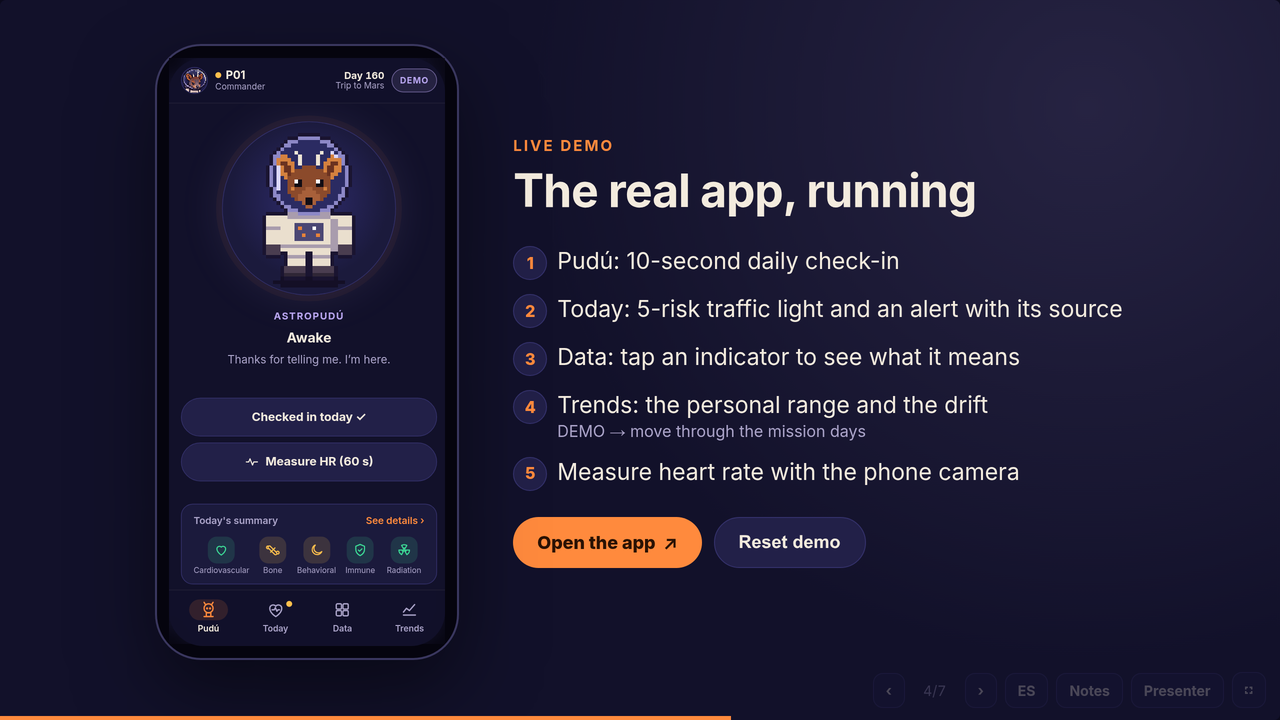 P01
Commander
Day 160
Trip to Mars
DEMO
ASTROPUDÚ
Awake
Thanks for telling me. I'm here.
Checked in today ✓
Measure HR (60 s)
Today's summary
See details ›
Cardiovascular
Bone
Behavioral
Immune
Radiation
Pudú
Today
Data
Trends
LIVE DEMO
The real app, running
1 Pudú: 10-second daily check-in
2 Today: 5-risk traffic light and an alert with its source
3 Data: tap an indicator to see what it means
4 Trends: the personal range and the drift
DEMO → move through the mission days
5 Measure heart rate with the phone camera
Open the app ↗
Reset demo
‹ 4/7 › ES Notes Presenter